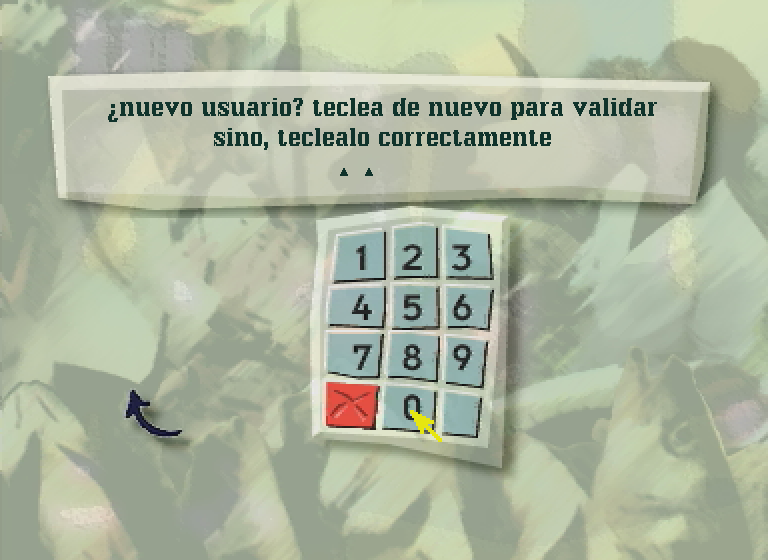 ¿nuevo usuario? teclea de nuevo para validar
sino, teclealo correctamente
1 2 3
4 5 6
7 8 9
0